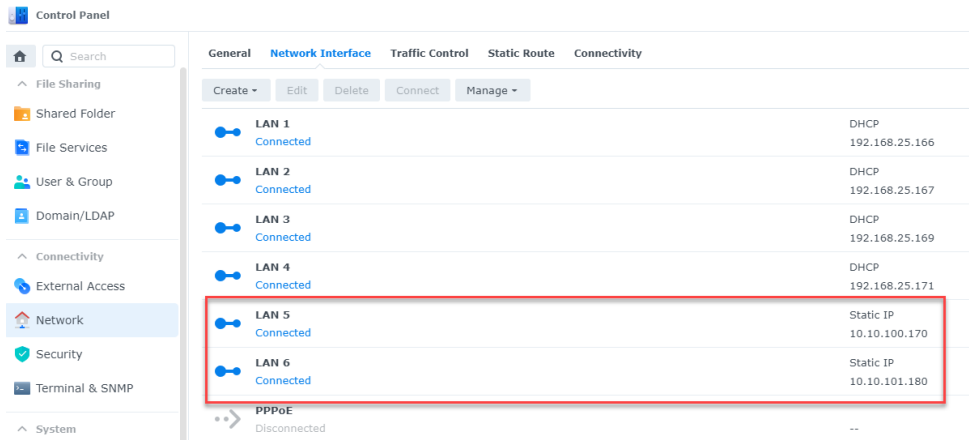 Control Panel
Search
File Sharing
Shared Folder
File Services
User & Group
Domain/LDAP
Connectivity
External Access
Network
Security
Terminal & SNMP
System
General Network Interface Traffic Control Static Route Connectivity
Create Edit Delete Connect Manage
LAN 1 DHCP
Connected 192.168.25.166
LAN 2 DHCP
Connected 192.168.25.167
LAN 3 DHCP
Connected 192.168.25.169
LAN 4 DHCP
Connected 192.168.25.171
LAN 5 Static IP
Connected 10.10.100.170
LAN 6 Static IP
Connected 10.10.101.180
PPPoE
Disconnected --